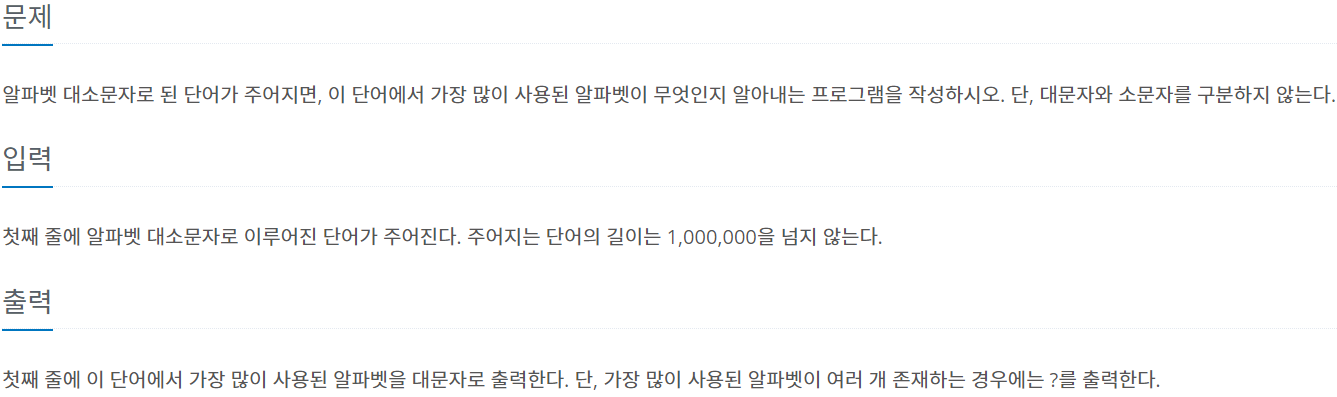 문제
알파벳 대소문자로 된 단어가 주어지면, 이 단어에서 가장 많이 사용된 알파벳이 무엇인지 알아내는 프로그램을 작성하시오. 단, 대문자와 소문자를 구분하지 않는다.
입력
첫째 줄에 알파벳 대소문자로 이루어진 단어가 주어진다. 주어지는 단어의 길이는 1,000,000을 넘지 않는다.
출력
첫째 줄에 이 단어에서 가장 많이 사용된 알파벳을 대문자로 출력한다. 단, 가장 많이 사용된 알파벳이 여러 개 존재하는 경우에는 ?를 출력한다.